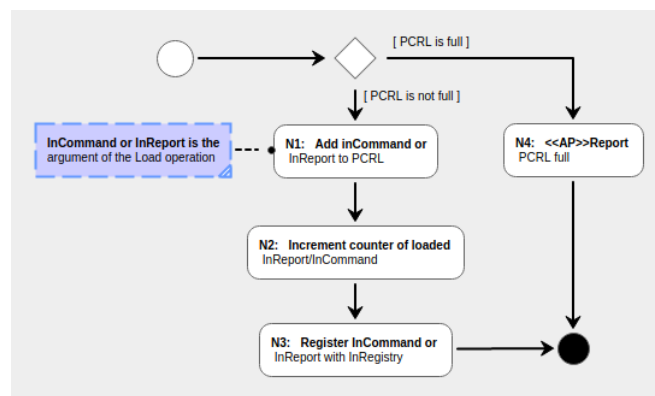 [ PCRL is full ]
[ PCRL is not full ]
InCommand or InReport is the
argument of the Load operation
N1: Add inCommand or
InReport to PCRL
N4: <<AP>>Report
PCRL full
N2: Increment counter of loaded
InReport/InCommand
N3: Register InCommand or
InReport with InRegistry